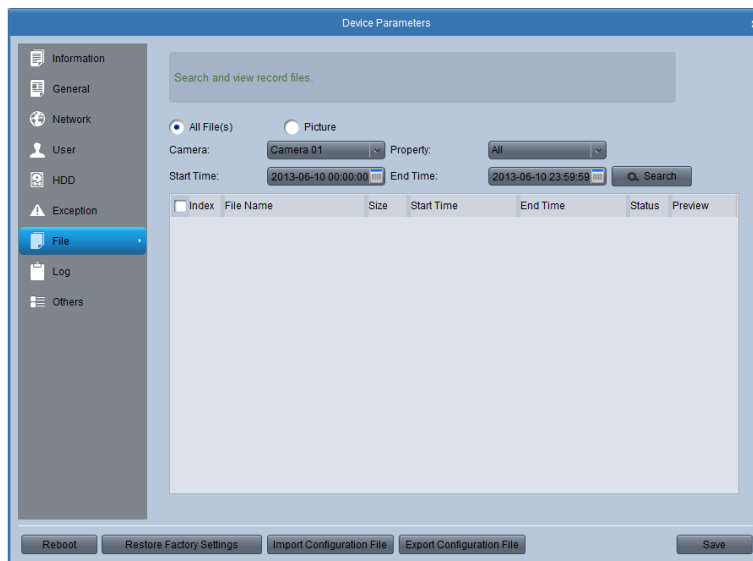 Device Parameters
Information
General
Network
User
HDD
Exception
File
Log
Others
Search and view record files.
All File(s) Picture
Camera: Camera 01 Property: All
Start Time: 2013-06-10 00:00:00 End Time: 2013-06-10 23:59:59 Search
Index File Name Size Start Time End Time Status Preview
Reboot Restore Factory Settings Import Configuration File Export Configuration File Save